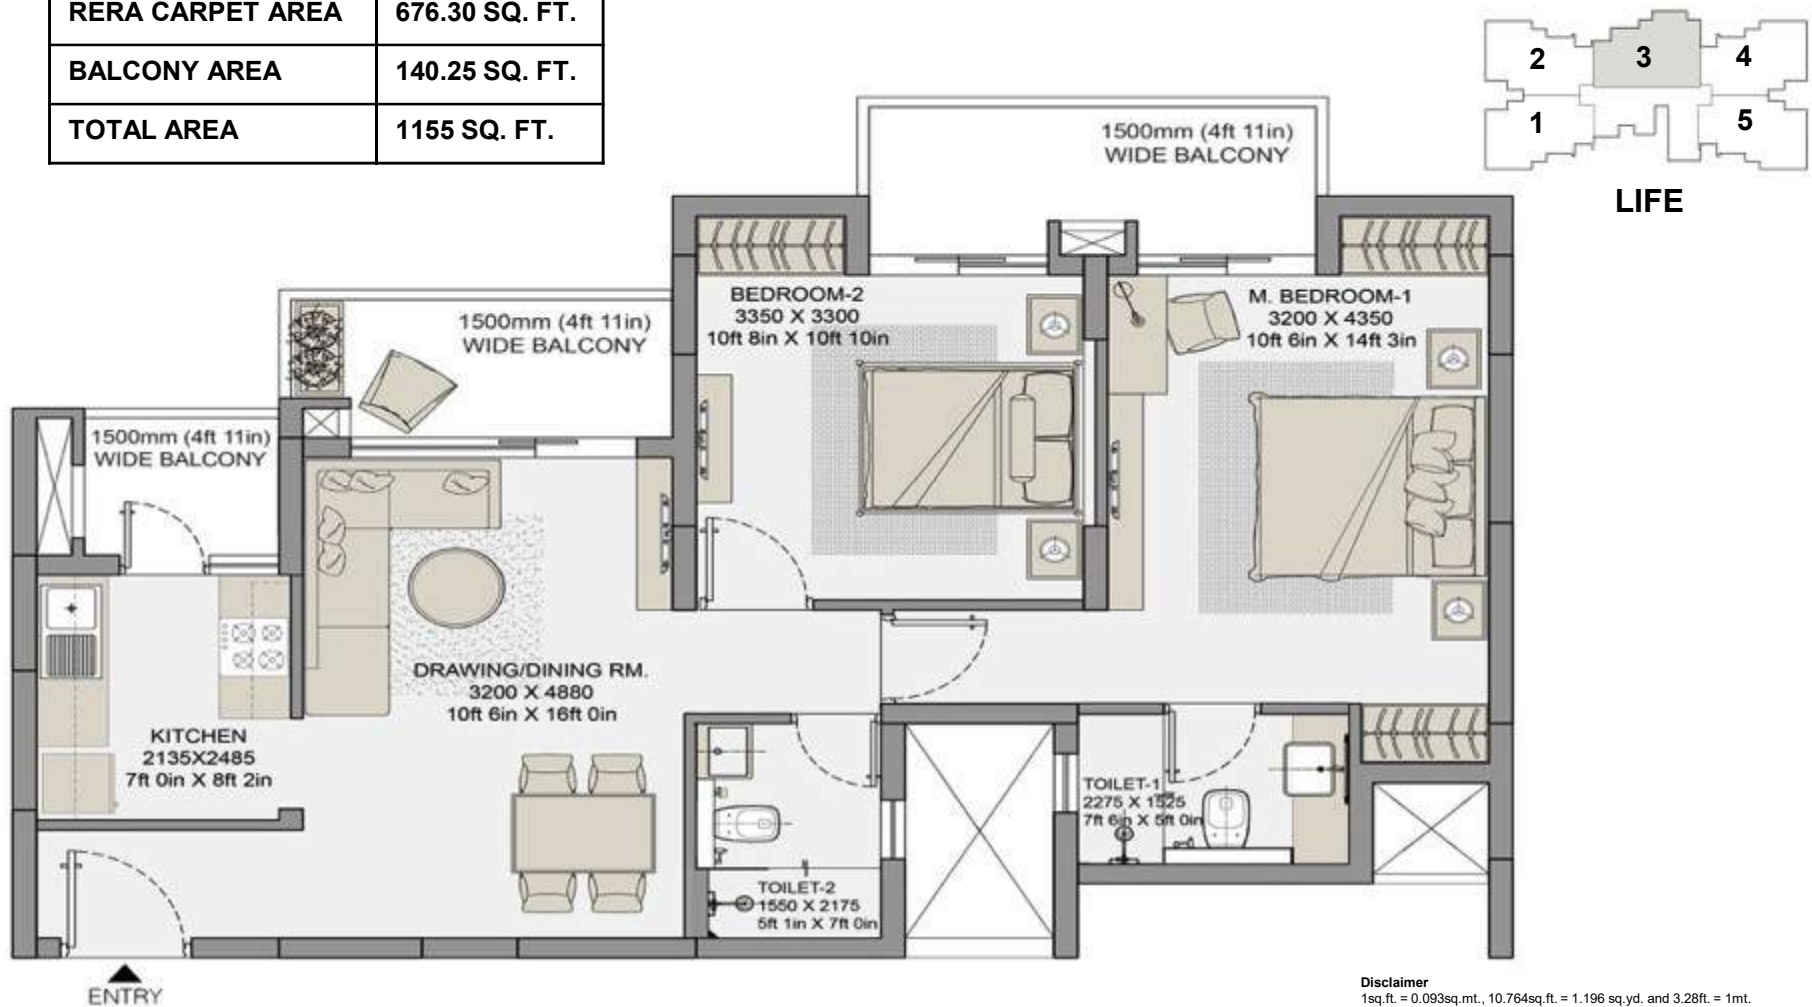 RERA CARPET AREA 676.30 SQ. FT.
BALCONY AREA 140.25 SQ. FT.
TOTAL AREA 1155 SQ. FT.
2 3 4
1 5
LIFE
1500mm (4ft 11in)
WIDE BALCONY
BEDROOM-2
3350 X 3300
10ft 8in X 10ft 10in
M. BEDROOM-1
3200 X 4350
10ft 6in X 14ft 3in
1500mm (4ft 11in)
WIDE BALCONY
1500mm (4ft 11in)
WIDE BALCONY
DRAWING/DINING RM.
3200 X 4880
10ft 6in X 16ft 0in
KITCHEN
2135X2485
7ft 0in X 8ft 2in
TOILET-1
2275 X 1525
7ft 6in X 5ft 0in
TOILET-2
1550 X 2175
5ft 1in X 7ft 0in
ENTRY
Disclaimer
1sq.ft. = 0.093sq.mt., 10.764sq.ft. = 1.196 sq.yd. and 3.28ft. = 1mt.